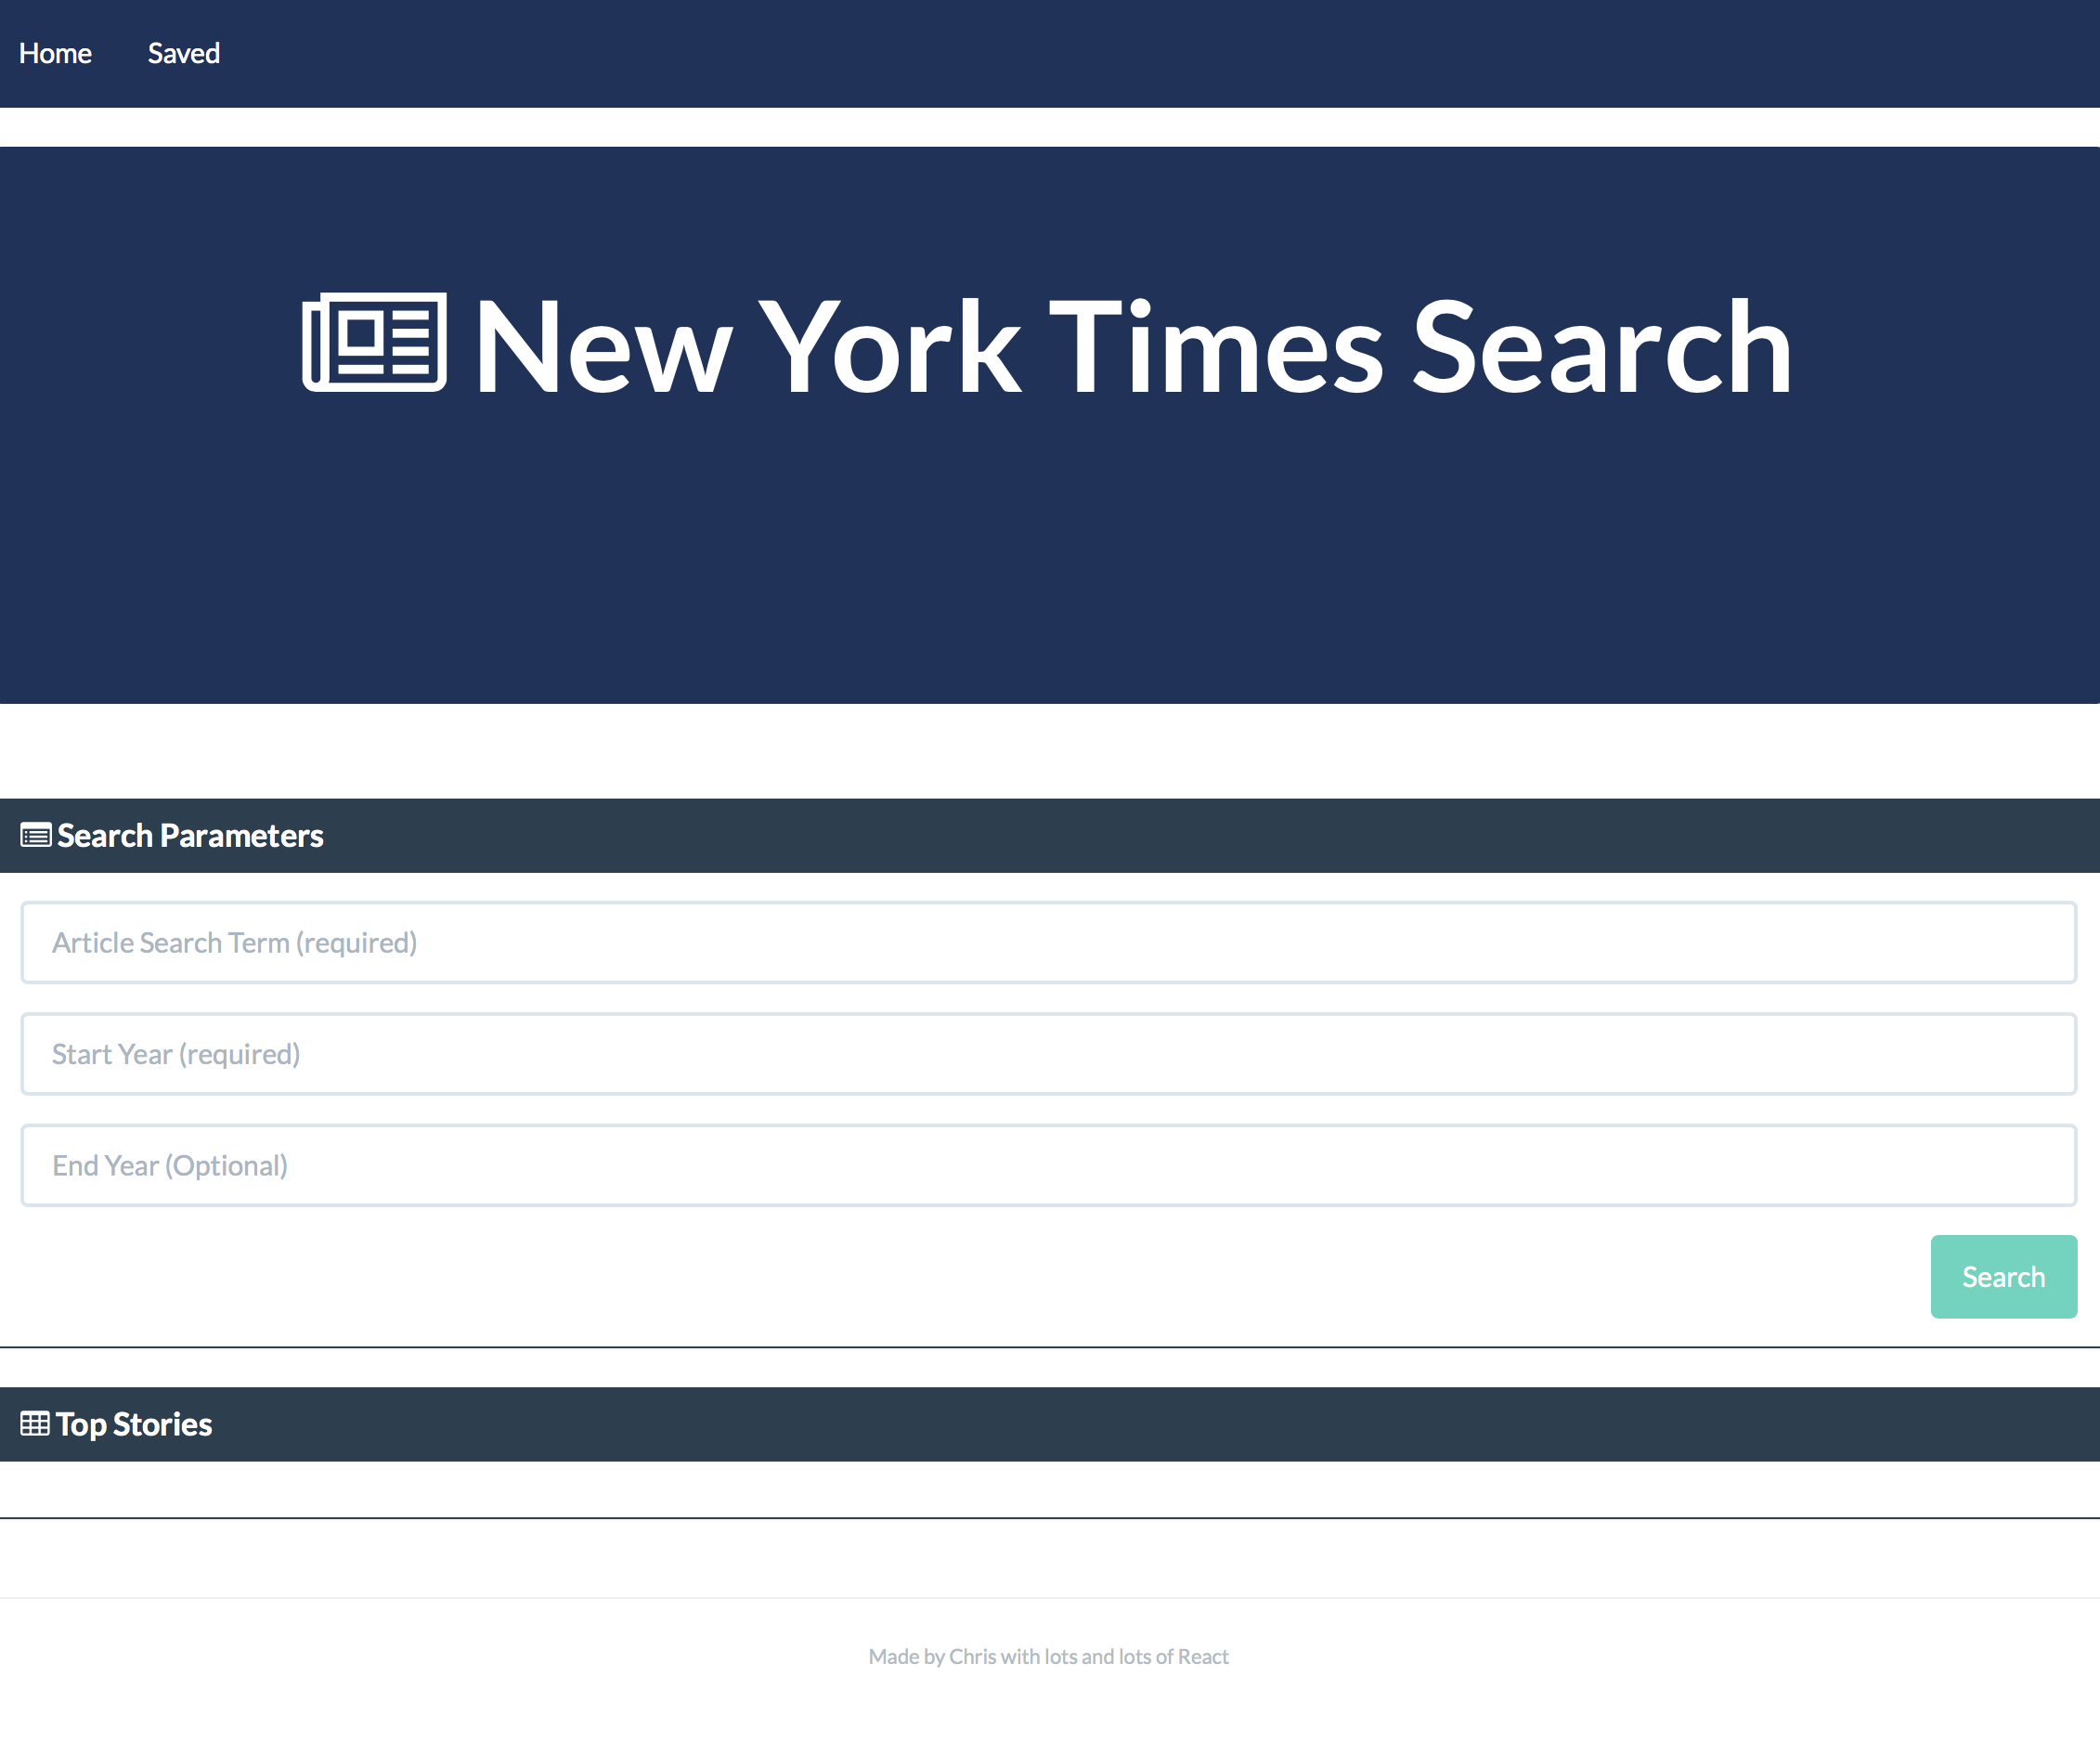 Home Saved
New York Times Search
Search Parameters
Article Search Term (required)
Start Year (required)
End Year (Optional)
Search
Top Stories
Made by Chris with lots and lots of React